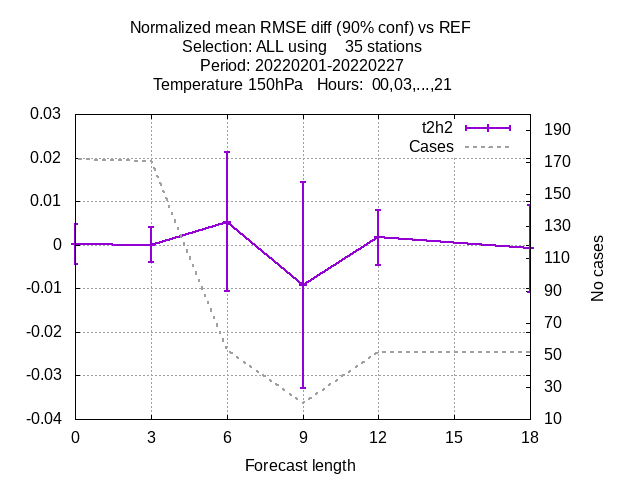 Normalized mean RMSE diff (90% conf) vs REF
Selection: ALL using    35 stations
Period: 20220201-20220227
Temperature 150hPa   Hours:  00,03,...,21
t2h2
Cases
0.03
0.02
0.01
0
-0.01
-0.02
-0.03
-0.04
190
170
150
130
110
90
70
50
30
10
No cases
0 3 6 9 12 15 18
Forecast length